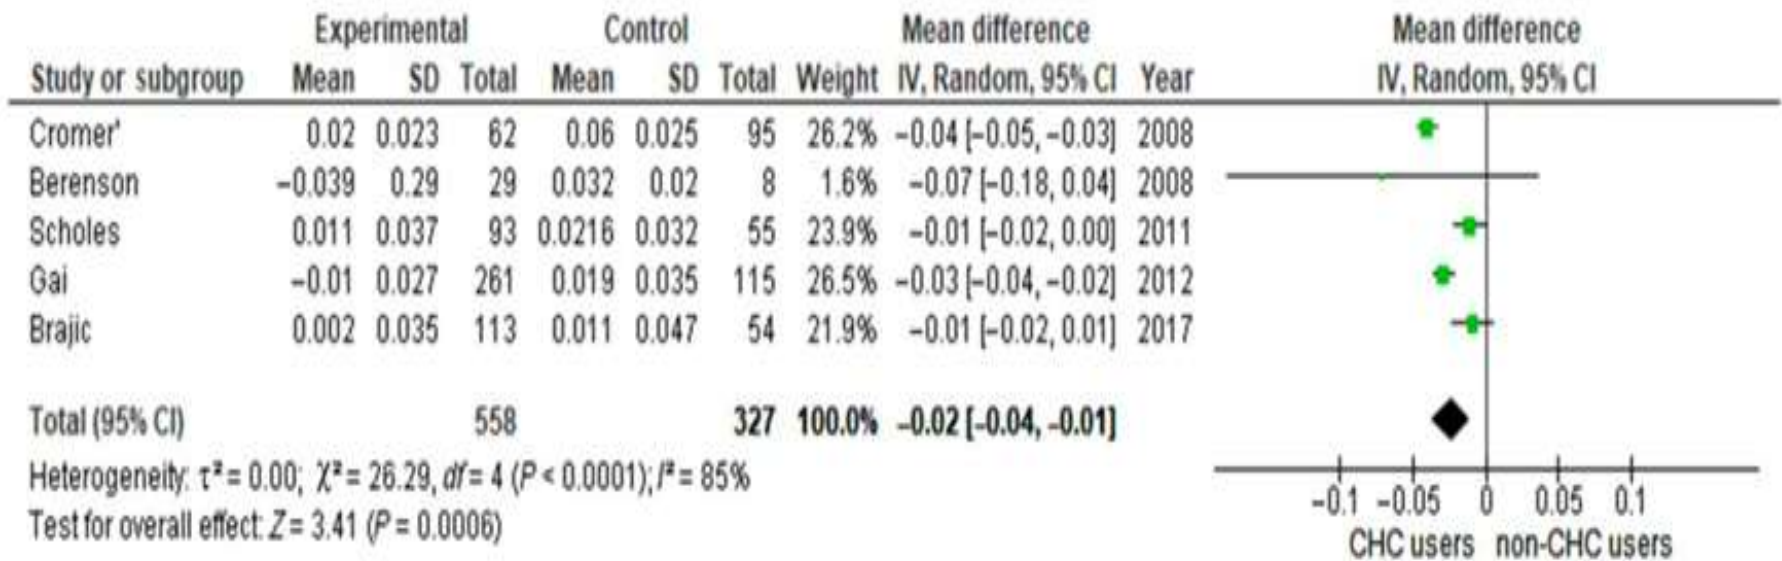 Experimental Control Mean difference Mean difference
Study or subgroup Mean SD Total Mean SD Total Weight IV, Random, 95% CI Year IV, Random, 95% CI
Cromer' 0.02 0.023 62 0.06 0.025 95 26.2% −0.04 [−0.05, −0.03] 2008
Berenson −0.039 0.29 29 0.032 0.02 8 1.6% −0.07 [−0.18, 0.04] 2008
Scholes 0.011 0.037 93 0.0216 0.032 55 23.9% −0.01 [−0.02, 0.00] 2011
Gai −0.01 0.027 261 0.019 0.035 115 26.5% −0.03 [−0.04, −0.02] 2012
Brajic 0.002 0.035 113 0.011 0.047 54 21.9% −0.01 [−0.02, 0.01] 2017
Total (95% CI) 558 327 100.0% −0.02 [−0.04, −0.01]
Heterogeneity: τ² = 0.00; χ² = 26.29, df = 4 (P < 0.0001); I² = 85%
Test for overall effect: Z = 3.41 (P = 0.0006)
−0.1 −0.05 0 0.05 0.1
CHC users non-CHC users